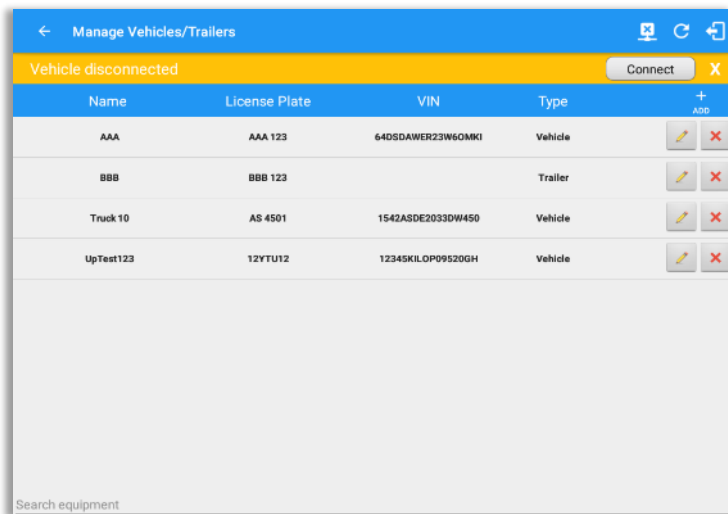 Manage Vehicles/Trailers
Vehicle disconnected Connect X
Name License Plate VIN Type + ADD
AAA AAA 123 64DSDAWER23W6OMKI Vehicle
BBB BBB 123 Trailer
Truck 10 AS 4501 1542ASDE2033DW450 Vehicle
UpTest123 12YTU12 12345KILOP09520GH Vehicle
Search equipment